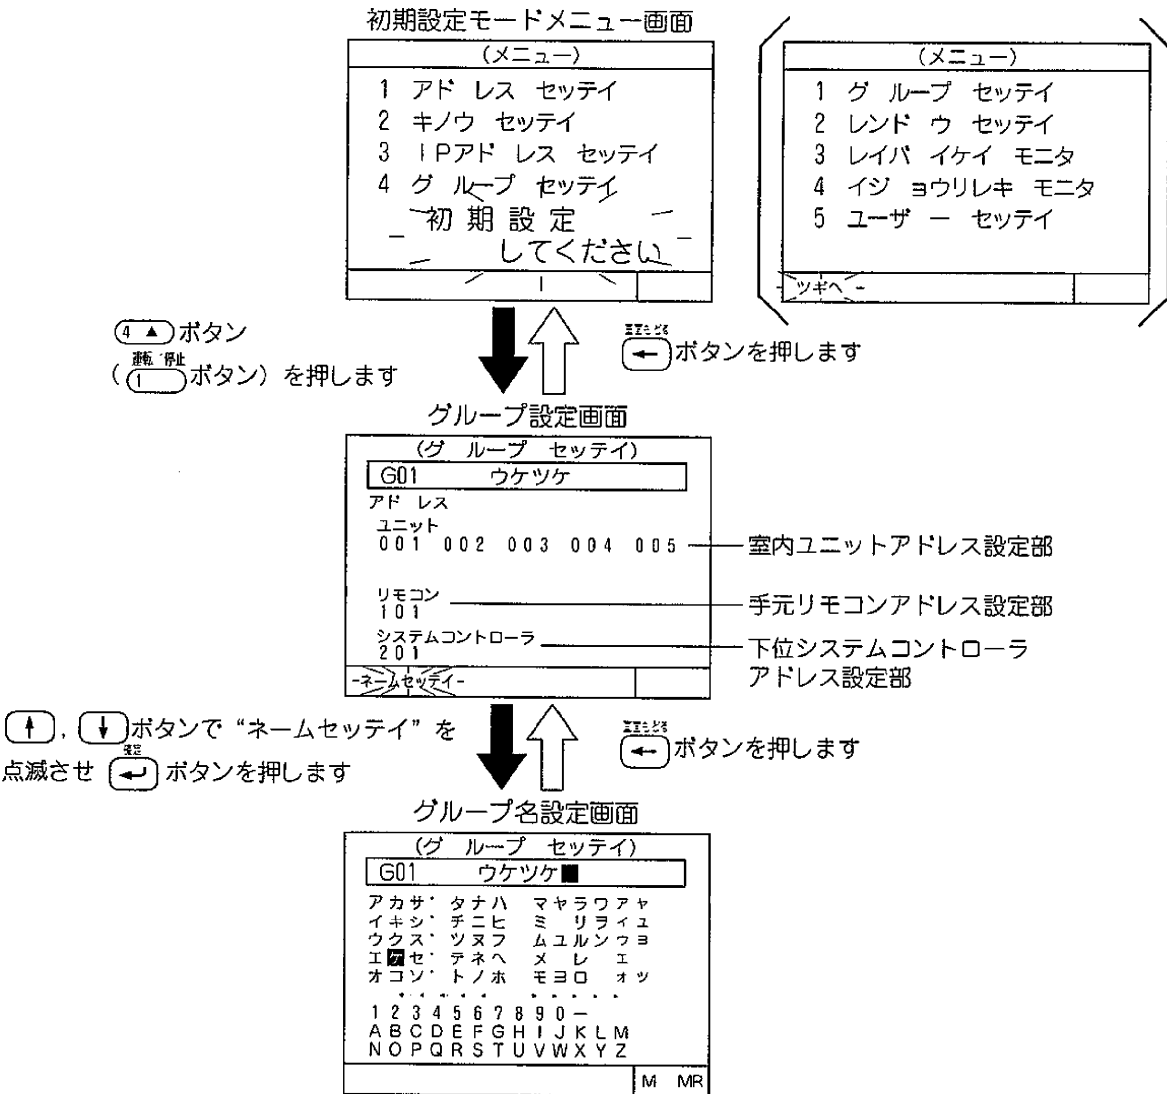 初期設定モードメニュー画面
(メニュー)
1 アド レス セッテイ
2 キノウ セッテイ
3 IPアド レス セッテイ
4 グ ループ セッテイ
初期設定
してください
(メニュー)
1 グ ループ セッテイ
2 レンド ウ セッテイ
3 レイバ イケイ モニタ
4 イジ ョウリレキ モニタ
5 ユーザ ー セッテイ
ツギヘ
4 ▲ ボタン
運転/停止
( 1 ボタン) を押します
← ボタンを押します
グループ設定画面
(グ ループ セッテイ)
G01 ウケツケ
アド レス
ユニット
001 002 003 004 005
室内ユニットアドレス設定部
リモコン
101
手元リモコンアドレス設定部
システムコントローラ
201
下位システムコントローラ
アドレス設定部
-ネームセッテイ-
↑, ↓ ボタンで “ネームセッテイ” を
確定
点滅させ ↵ ボタンを押します
← ボタンを押します
グループ名設定画面
(グ ループ セッテイ)
G01 ウケツケ
アカサ タナハ マヤラワァャ
イキシ チニヒ ミ リヲィュ
ウクス ツヌフ ムユルンゥョ
エケセ テネヘ メ レ ェ
オコソ トノホ モヨロ ォッ
1 2 3 4 5 6 7 8 9 0 ー
A B C D E F G H I J K L M
N O P Q R S T U V W X Y Z
M MR